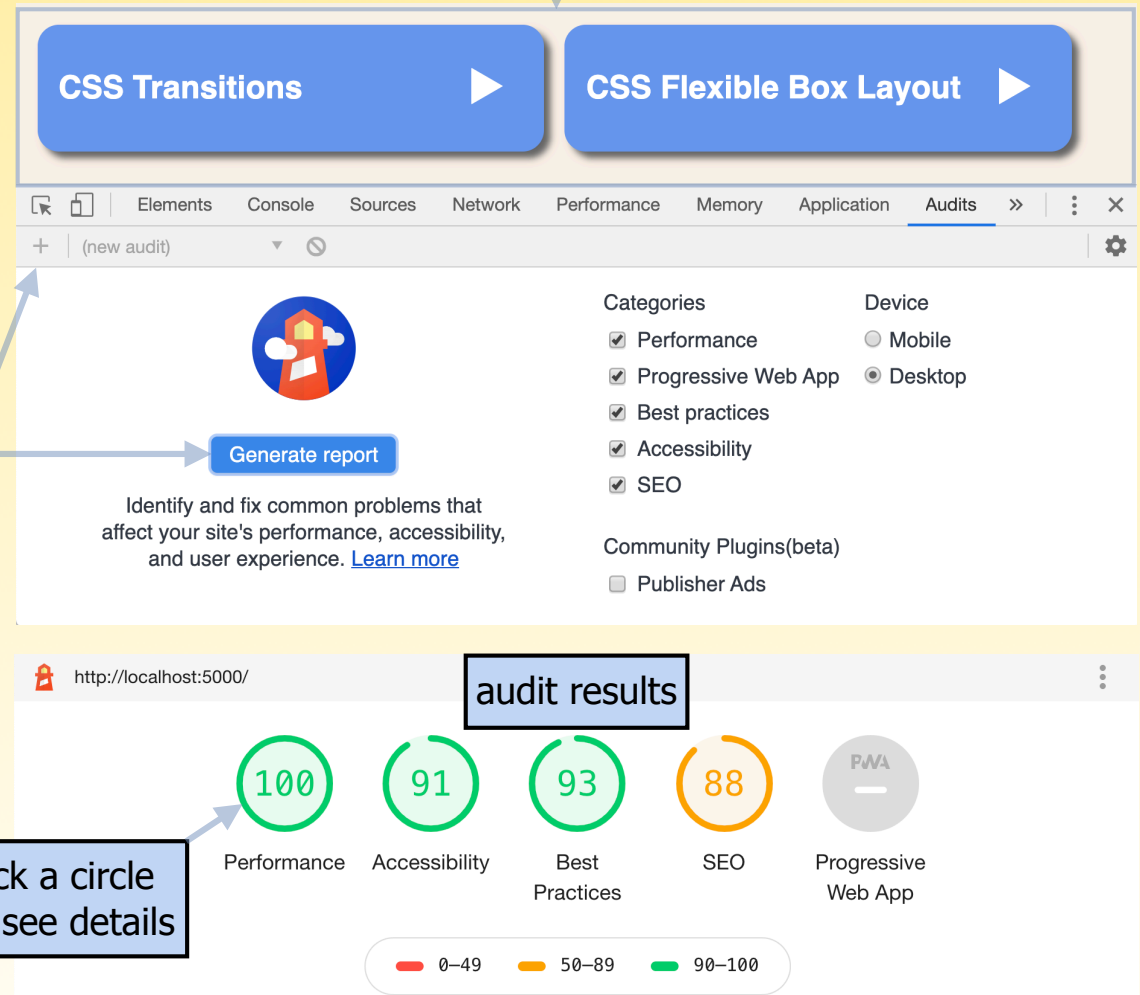 CSS Transitions
CSS Flexible Box Layout
Elements Console Sources Network Performance Memory Application Audits »
(new audit)
Categories
Device
Performance
Mobile
Progressive Web App
Desktop
Best practices
Accessibility
SEO
Generate report
Identify and fix common problems that
affect your site's performance, accessibility,
and user experience. Learn more
Community Plugins(beta)
Publisher Ads
http://localhost:5000/
audit results
100
91
93
88
PWA
Performance
Accessibility
Best
Practices
SEO
Progressive
Web App
ck a circle
see details
0–49 50–89 90–100